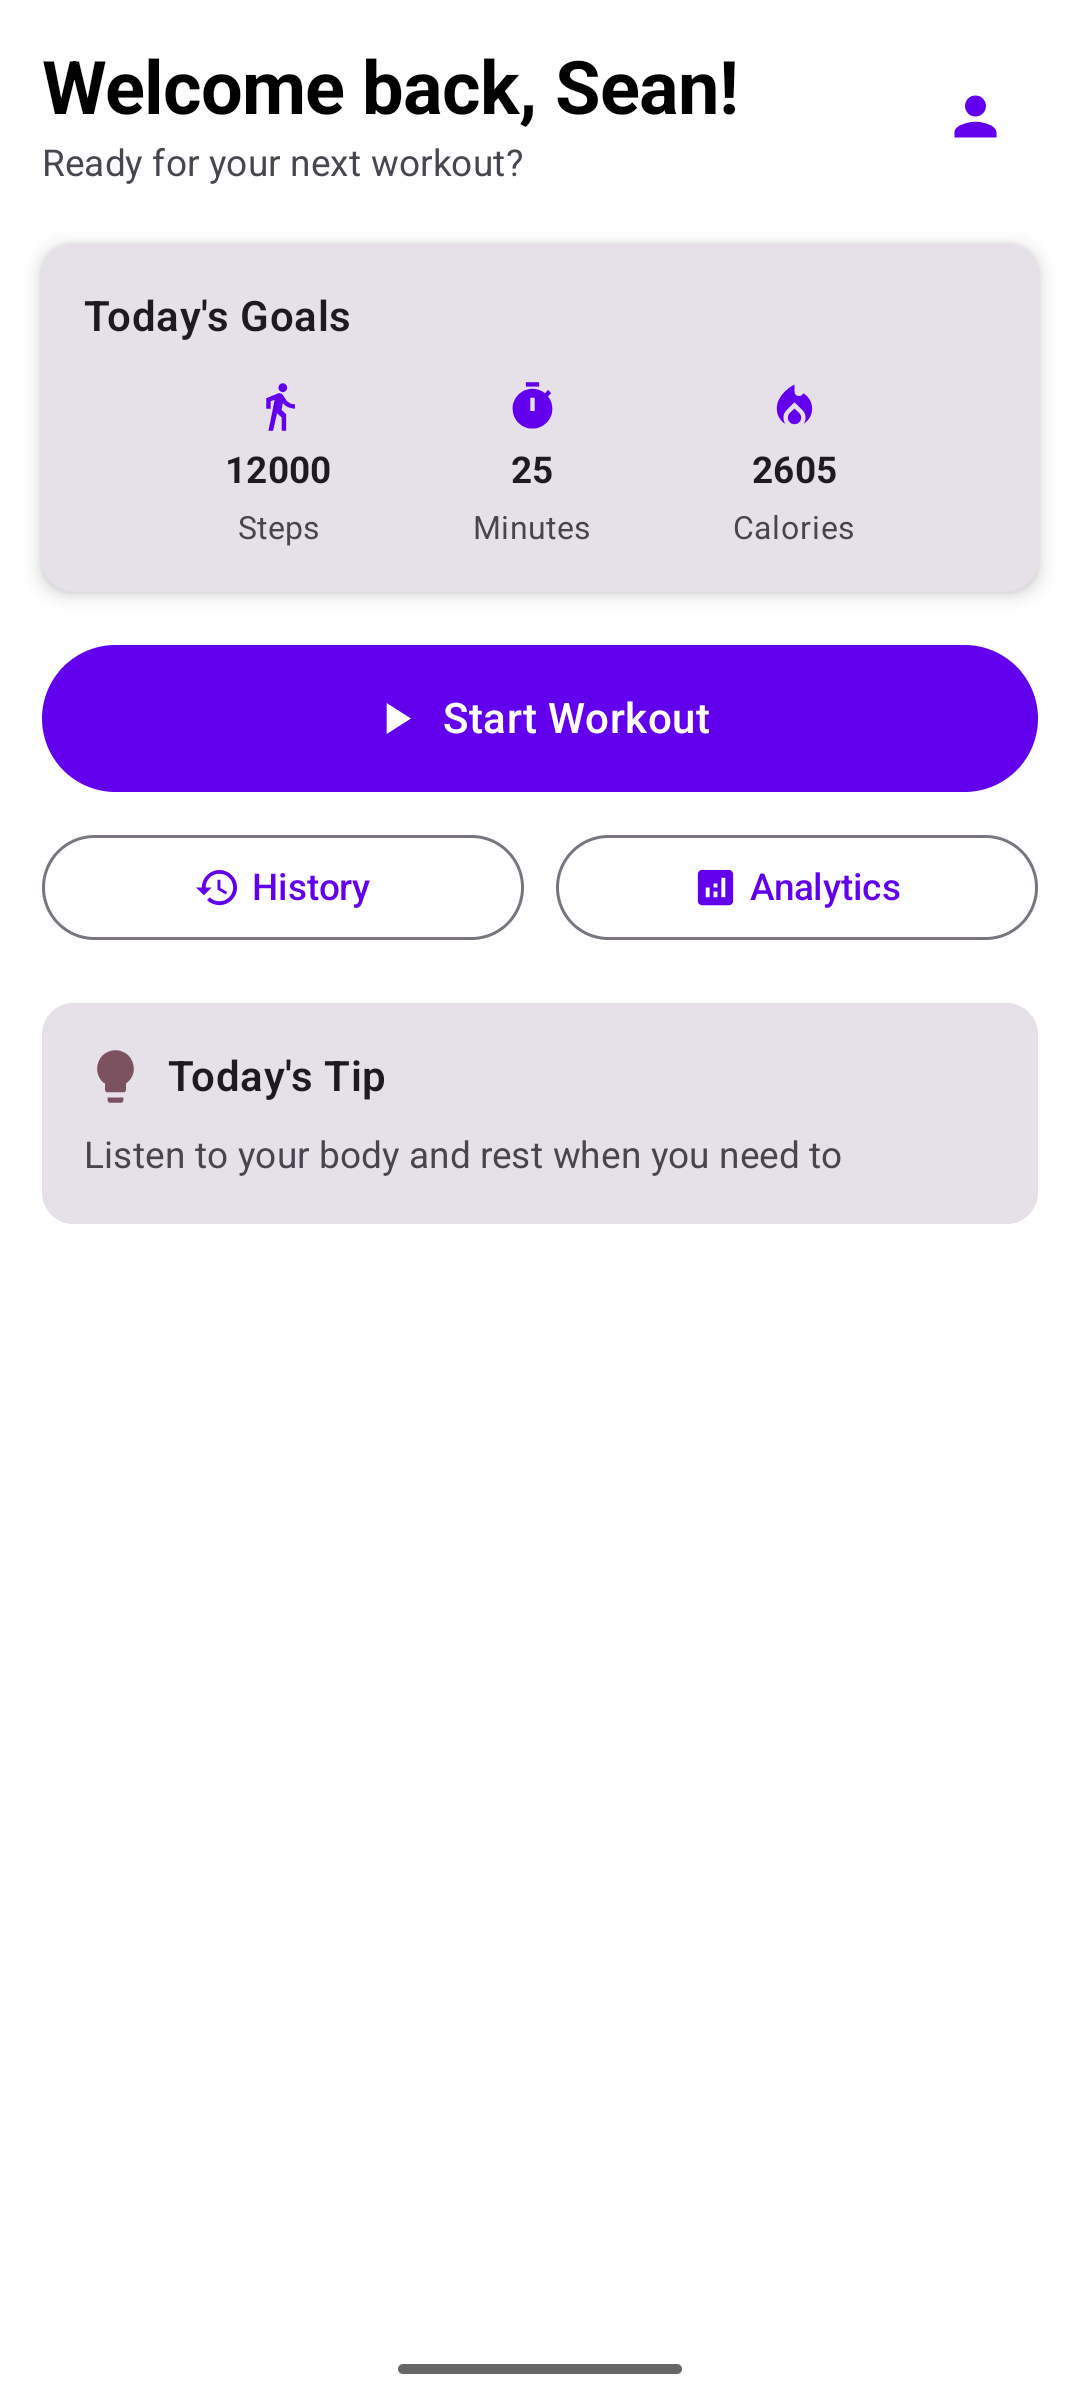 Welcome back, Sean!
Ready for your next workout?
Today's Goals
12000
25
2605
Steps
Minutes
Calories
Start Workout
History
Analytics
Today's Tip
Listen to your body and rest when you need to